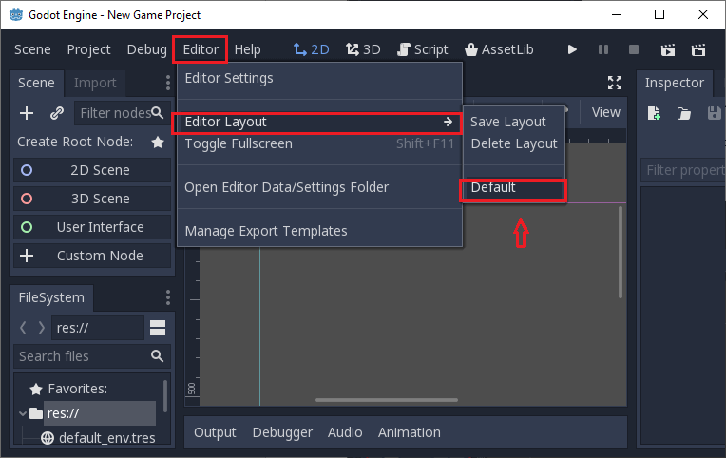 Godot Engine - New Game Project
Scene Project Debug Editor Help 2D 3D Script AssetLib
Scene Import
Filter nodes
Create Root Node:
2D Scene
3D Scene
User Interface
Custom Node
FileSystem
res://
Search files
Favorites:
res://
default_env.tres
Editor Settings
Editor Layout
Toggle Fullscreen Shift+F11
Open Editor Data/Settings Folder
Manage Export Templates
Save Layout
Delete Layout
Default
View
500
Output Debugger Audio Animation
Inspector
Filter propert